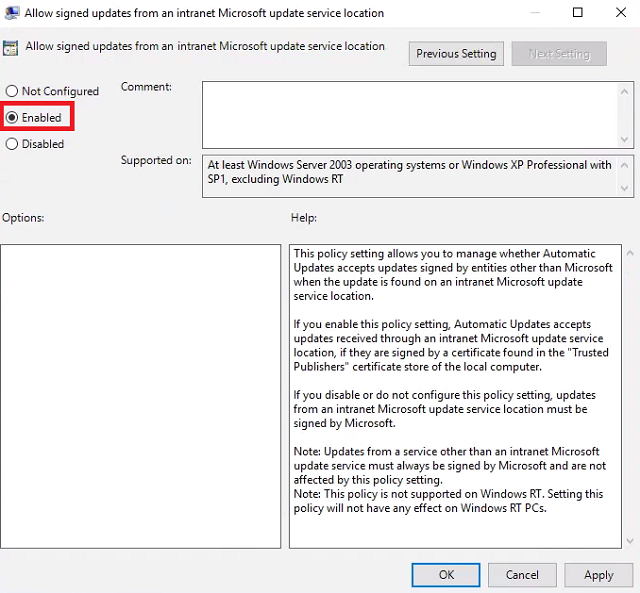 Allow signed updates from an intranet Microsoft update service location
Allow signed updates from an intranet Microsoft update service location
Previous Setting
Next Setting
Not Configured
Enabled
Disabled
Comment:
Supported on:
At least Windows Server 2003 operating systems or Windows XP Professional with
SP1, excluding Windows RT
Options:
Help:
This policy setting allows you to manage whether Automatic
Updates accepts updates signed by entities other than Microsoft
when the update is found on an intranet Microsoft update
service location.
If you enable this policy setting, Automatic Updates accepts
updates received through an intranet Microsoft update service
location, if they are signed by a certificate found in the "Trusted
Publishers" certificate store of the local computer.
If you disable or do not configure this policy setting, updates
from an intranet Microsoft update service location must be
signed by Microsoft.
Note: Updates from a service other than an intranet Microsoft
update service must always be signed by Microsoft and are not
affected by this policy setting.
Note: This policy is not supported on Windows RT. Setting this
policy will not have any effect on Windows RT PCs.
OK
Cancel
Apply